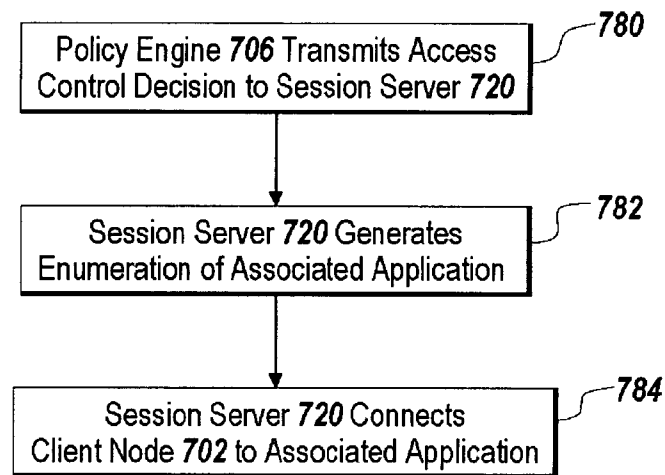 780
Policy Engine 706 Transmits Access
Control Decision to Session Server 720
782
Session Server 720 Generates
Enumeration of Associated Application
784
Session Server 720 Connects
Client Node 702 to Associated Application